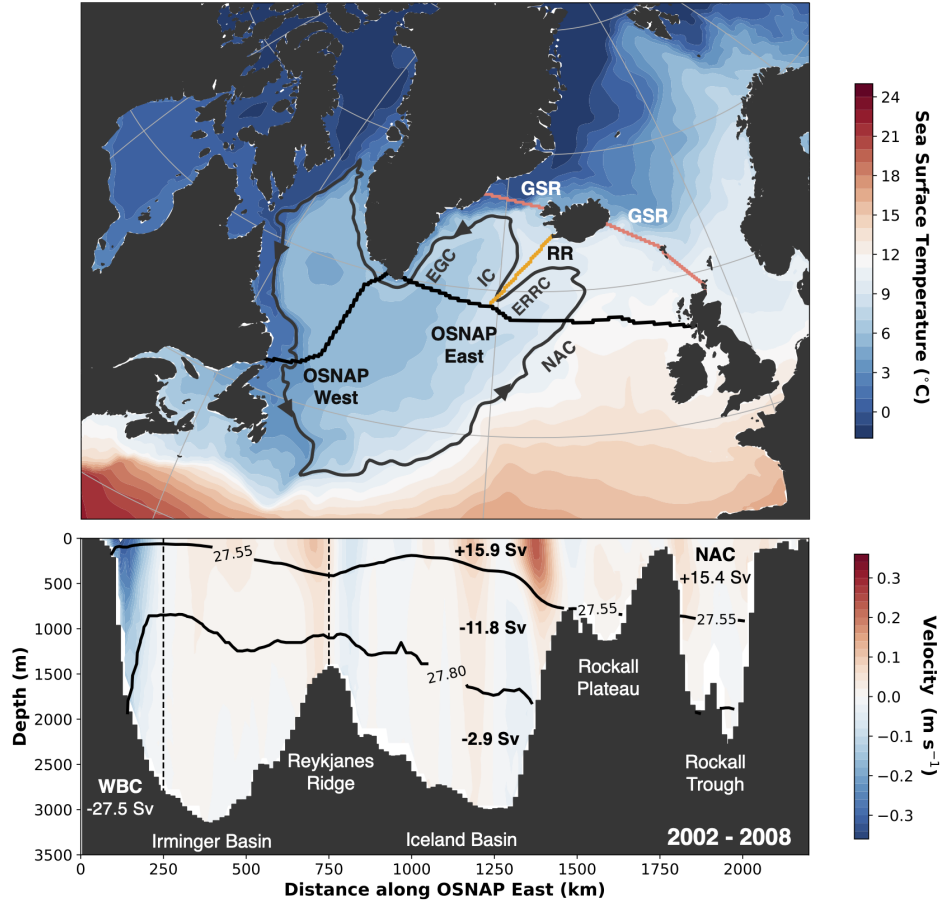 GSR
GSR
RR
EGC
IC
ERRC
NAC
OSNAP
East
OSNAP
West
24
21
18
15
12
9
6
3
0
Sea Surface Temperature (°C)
0
500
1000
1500
2000
2500
3000
3500
Depth (m)
27.55
+15.9 Sv
NAC
+15.4 Sv
27.55
27.55
-11.8 Sv
27.80
Rockall
Plateau
-2.9 Sv
Reykjanes
Ridge
Rockall
Trough
WBC
-27.5 Sv
Irminger Basin
Iceland Basin
2002 - 2008
0
250
500
750
1000
1250
1500
1750
2000
Distance along OSNAP East (km)
0.3
0.2
0.1
0.0
−0.1
−0.2
−0.3
Velocity (m s⁻¹)